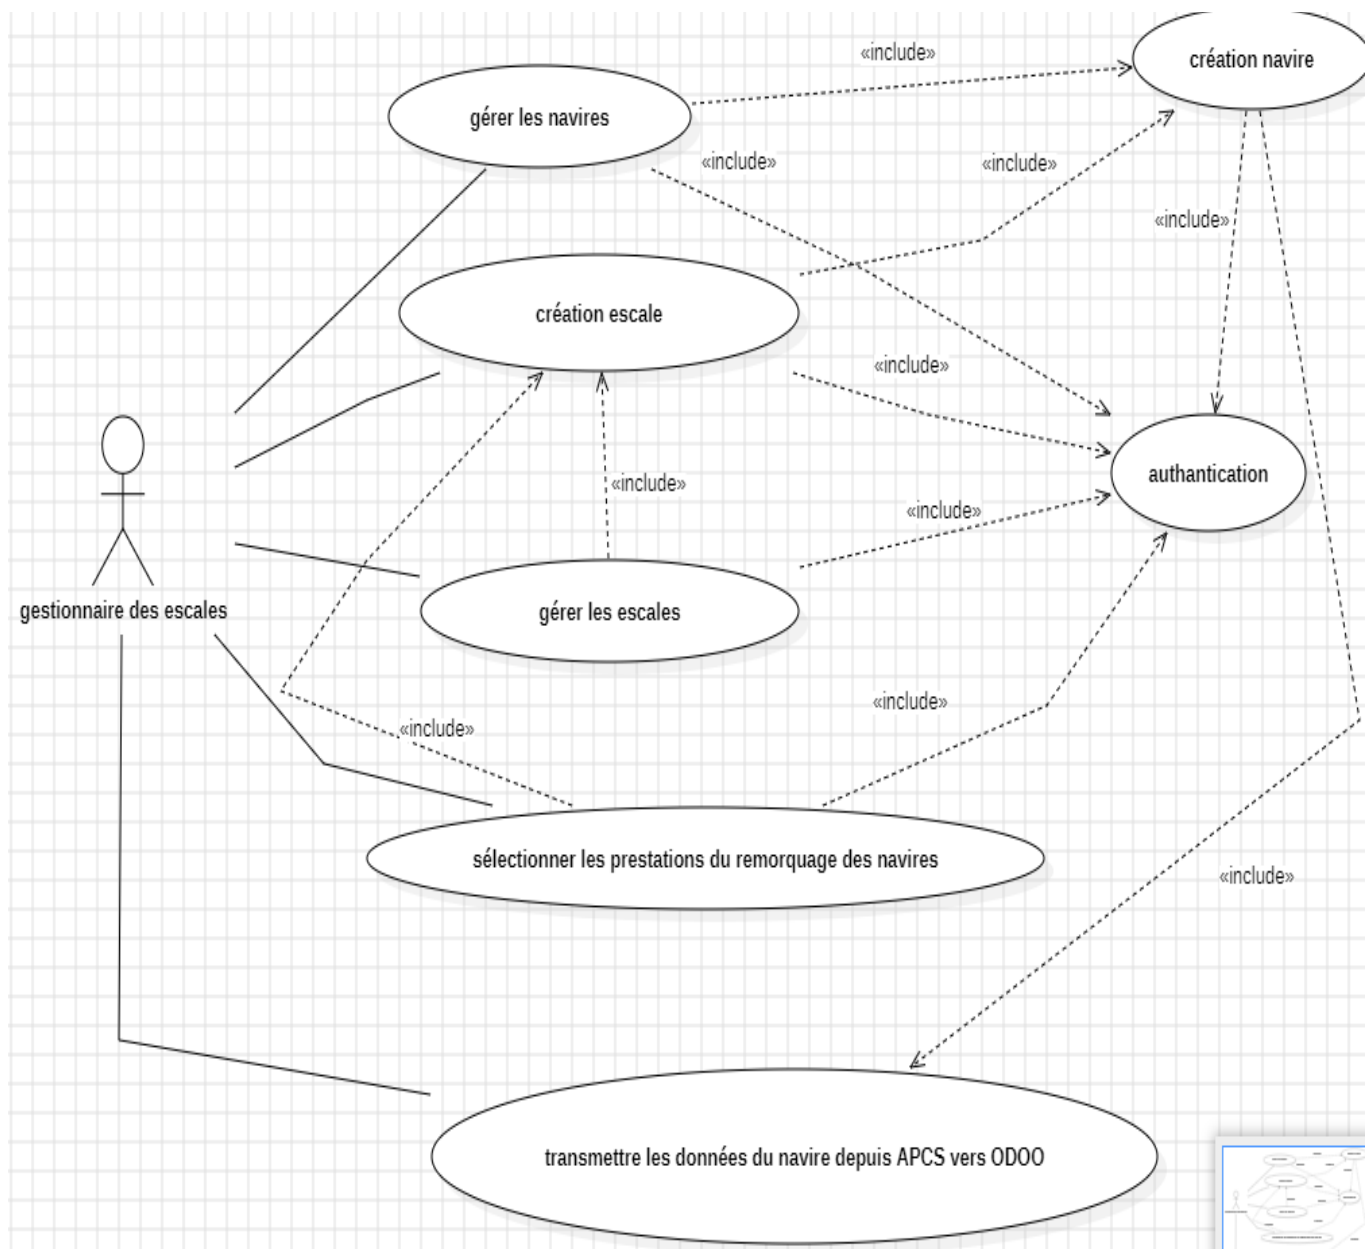 «include»
création navire
gérer les navires
«include»
«include»
«include»
création escale
«include»
authantication
«include»
«include»
gestionnaire des escales
gérer les escales
«include»
«include»
sélectionner les prestations du remorquage des navires
«include»
transmettre les données du navire depuis APCS vers ODOO